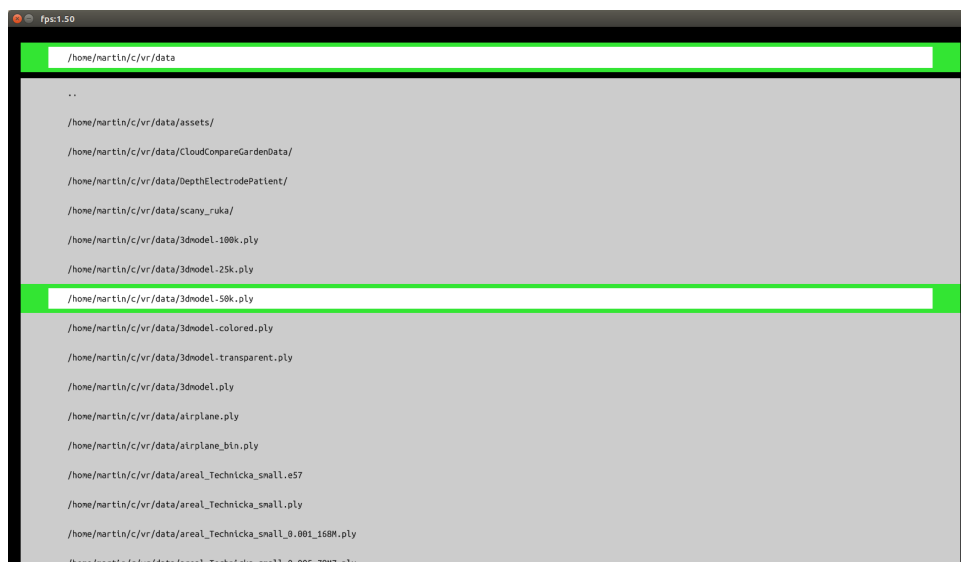 fps:1.50
/home/martin/c/vr/data
..
/home/martin/c/vr/data/assets/
/home/martin/c/vr/data/CloudCompareGardenData/
/home/martin/c/vr/data/DepthElectrodePatient/
/home/martin/c/vr/data/scany_ruka/
/home/martin/c/vr/data/3dmodel-100k.ply
/home/martin/c/vr/data/3dmodel-25k.ply
/home/martin/c/vr/data/3dmodel-50k.ply
/home/martin/c/vr/data/3dmodel-colored.ply
/home/martin/c/vr/data/3dmodel-transparent.ply
/home/martin/c/vr/data/3dmodel.ply
/home/martin/c/vr/data/airplane.ply
/home/martin/c/vr/data/airplane_bin.ply
/home/martin/c/vr/data/areal_Technicka_small.e57
/home/martin/c/vr/data/areal_Technicka_small.ply
/home/martin/c/vr/data/areal_Technicka_small_0.001_168M.ply